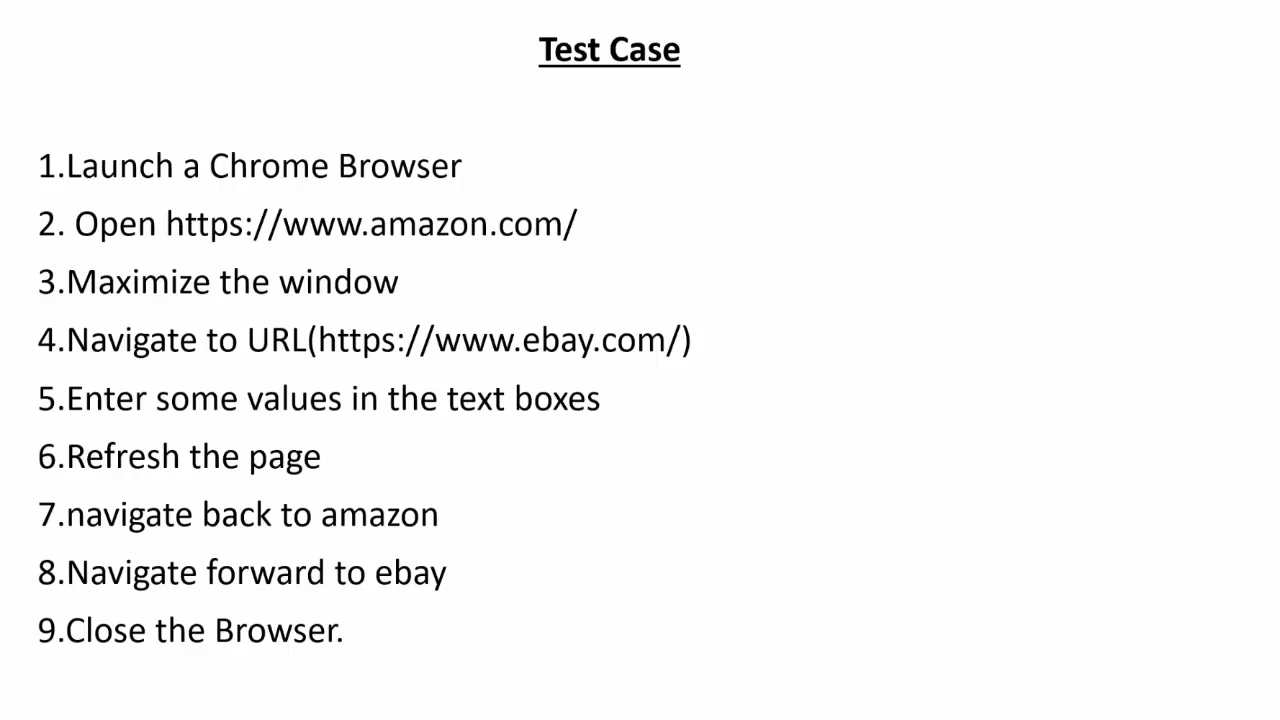 Test Case
1.Launch a Chrome Browser
2. Open https://www.amazon.com/
3.Maximize the window
4.Navigate to URL(https://www.ebay.com/)
5.Enter some values in the text boxes
6.Refresh the page
7.navigate back to amazon
8.Navigate forward to ebay
9.Close the Browser.